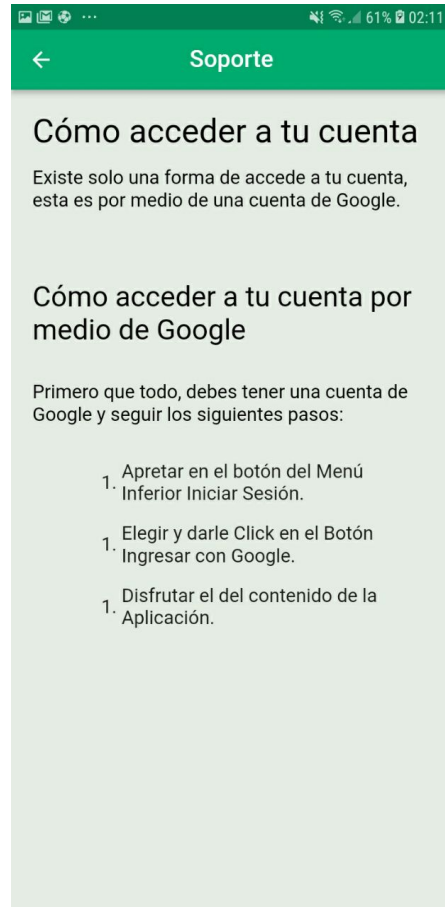 61% 02:11
Soporte
Cómo acceder a tu cuenta
Existe solo una forma de accede a tu cuenta,
esta es por medio de una cuenta de Google.
Cómo acceder a tu cuenta por
medio de Google
Primero que todo, debes tener una cuenta de
Google y seguir los siguientes pasos:
1. Apretar en el botón del Menú
Inferior Iniciar Sesión.
1. Elegir y darle Click en el Botón
Ingresar con Google.
1. Disfrutar el del contenido de la
Aplicación.